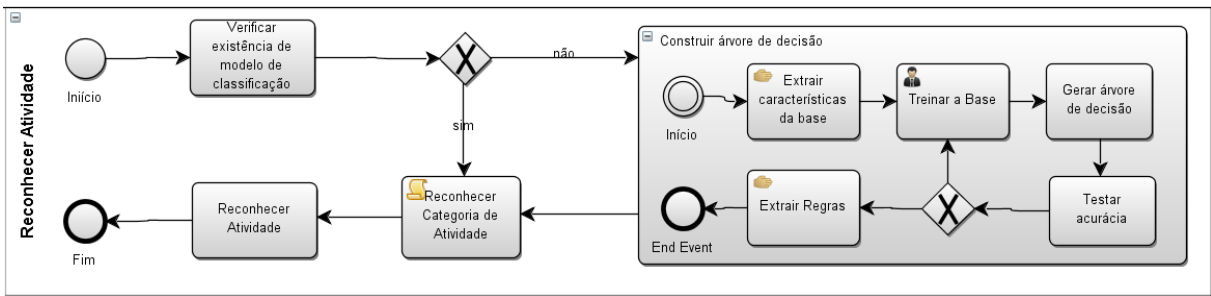 Reconhecer Atividade
Iniício
Verificar
existência de
modelo de
classificação
não
sim
Construir árvore de decisão
Início
Extrair
características
da base
Treinar a Base
Gerar árvore
de decisão
Fim
Reconhecer
Atividade
Reconhecer
Categoria de
Atividade
End Event
Extrair Regras
Testar
acurácia